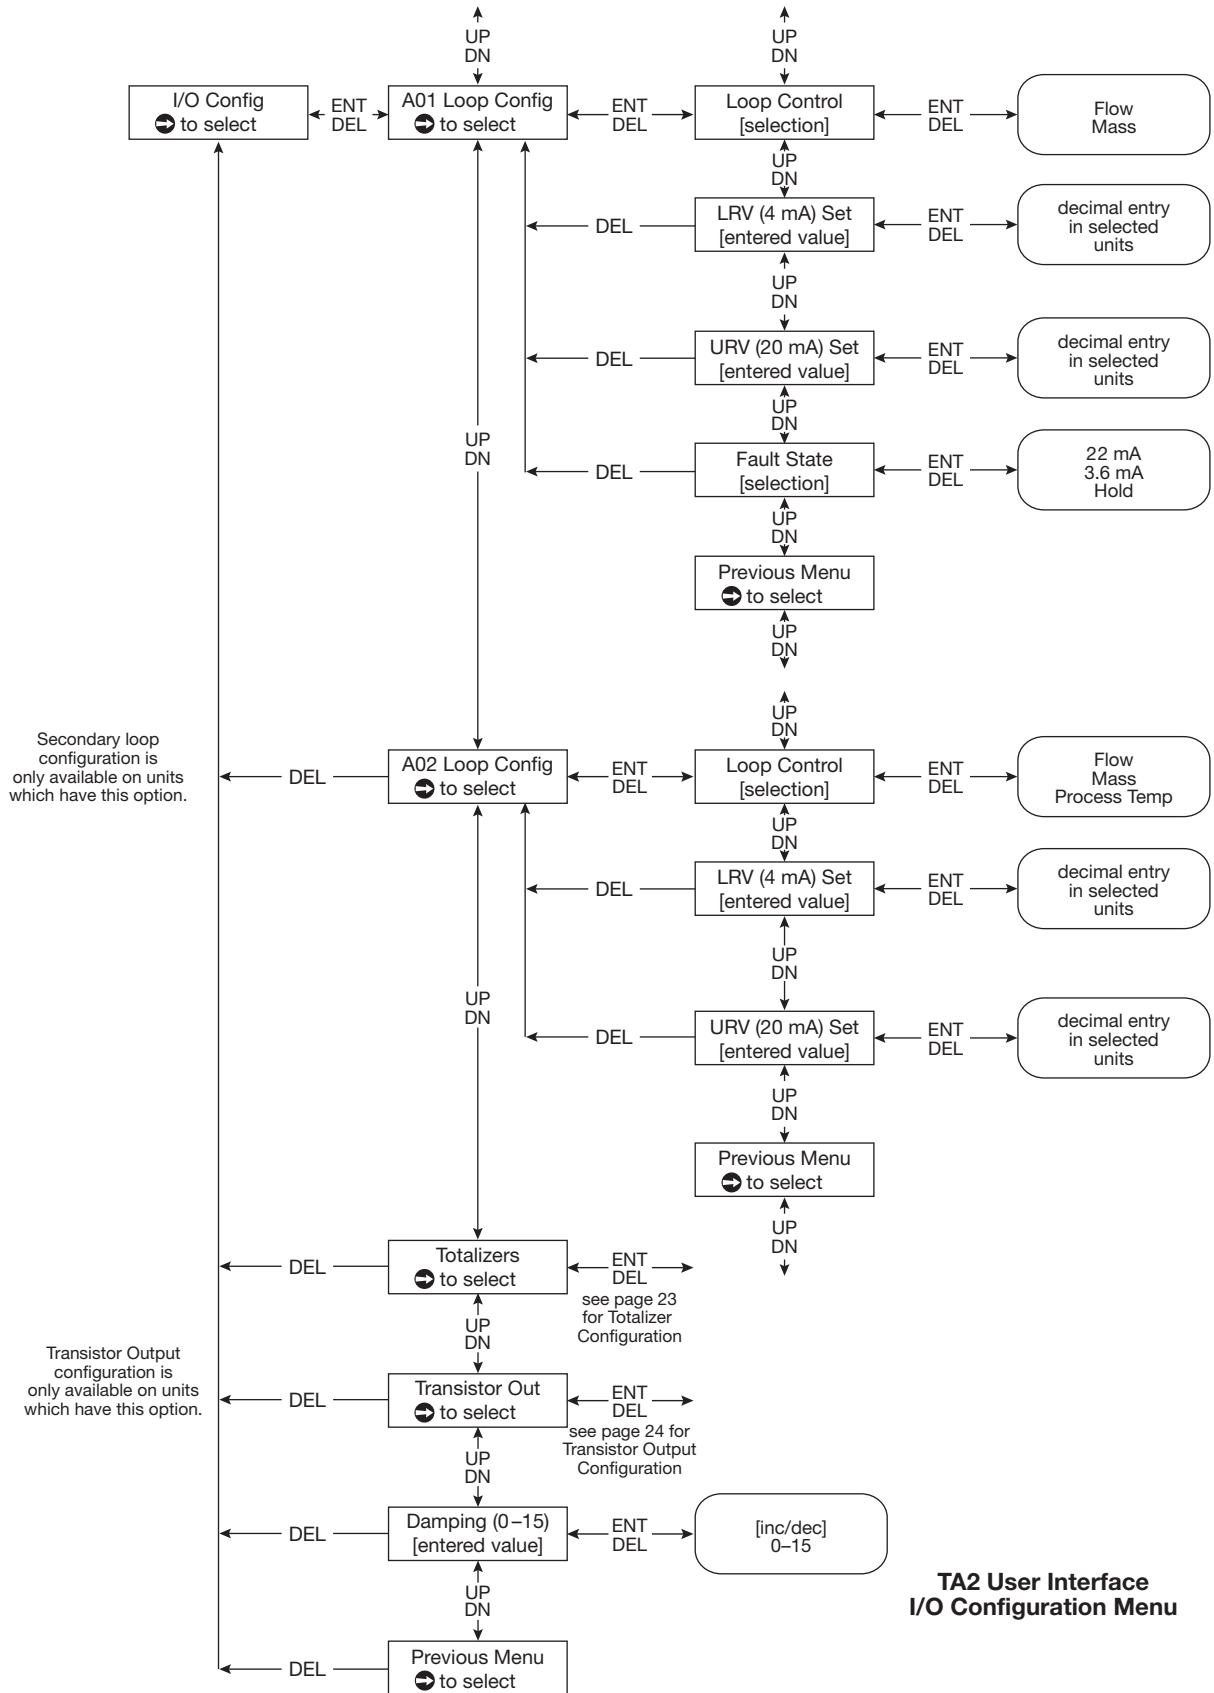 UP
DN
UP
DN
I/O Config
to select
ENT
DEL
A01 Loop Config
to select
ENT
DEL
Loop Control
[selection]
ENT
DEL
Flow
Mass
UP
DN
DEL
LRV (4 mA) Set
[entered value]
ENT
DEL
decimal entry
in selected
units
UP
DN
DEL
URV (20 mA) Set
[entered value]
ENT
DEL
decimal entry
in selected
units
UP
DN
UP
DN
DEL
Fault State
[selection]
ENT
DEL
22 mA
3.6 mA
Hold
UP
DN
Previous Menu
to select
UP
DN
UP
DN
Secondary loop
configuration is
only available on units
which have this option.
DEL
A02 Loop Config
to select
ENT
DEL
Loop Control
[selection]
ENT
DEL
Flow
Mass
Process Temp
UP
DN
DEL
LRV (4 mA) Set
[entered value]
ENT
DEL
decimal entry
in selected
units
UP
DN
UP
DN
DEL
URV (20 mA) Set
[entered value]
ENT
DEL
decimal entry
in selected
units
UP
DN
Previous Menu
to select
UP
DN
DEL
Totalizers
to select
ENT
DEL
see page 23
for Totalizer
Configuration
UP
DN
Transistor Output
configuration is
only available on units
which have this option.
DEL
Transistor Out
to select
ENT
DEL
see page 24 for
Transistor Output
Configuration
UP
DN
DEL
Damping (0–15)
[entered value]
ENT
DEL
[inc/dec]
0–15
UP
DN
DEL
Previous Menu
to select
TA2 User Interface
I/O Configuration Menu